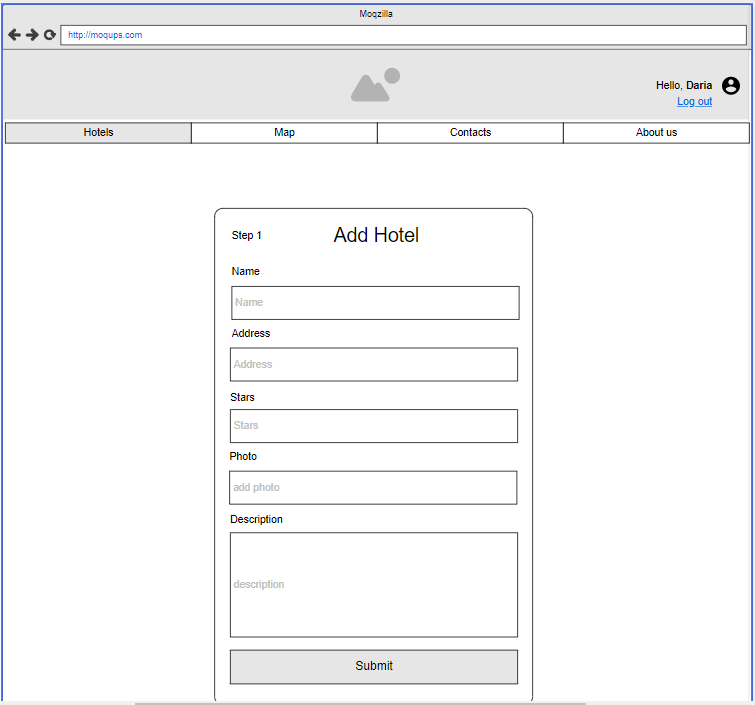 Moqzilla
http://moqups.com
Hello, Daria
Log out
Hotels Map Contacts About us
Step 1 Add Hotel
Name
Name
Address
Address
Stars
Stars
Photo
add photo
Description
description
Submit